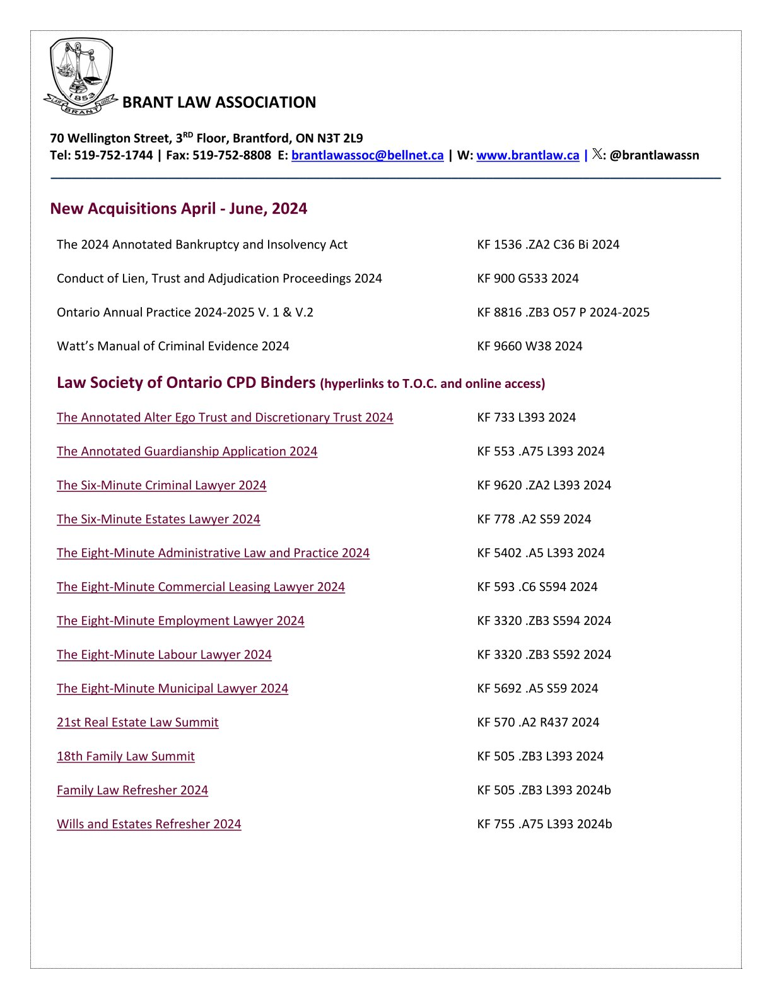 1853
LAW BRANT ASSOC
BRANT LAW ASSOCIATION
70 Wellington Street, 3RD Floor, Brantford, ON N3T 2L9
Tel: 519-752-1744 | Fax: 519-752-8808 E: brantlawassoc@bellnet.ca | W: www.brantlaw.ca | 𝕏: @brantlawassn
New Acquisitions April - June, 2024
The 2024 Annotated Bankruptcy and Insolvency Act KF 1536 .ZA2 C36 Bi 2024
Conduct of Lien, Trust and Adjudication Proceedings 2024 KF 900 G533 2024
Ontario Annual Practice 2024-2025 V. 1 & V.2 KF 8816 .ZB3 O57 P 2024-2025
Watt’s Manual of Criminal Evidence 2024 KF 9660 W38 2024
Law Society of Ontario CPD Binders (hyperlinks to T.O.C. and online access)
The Annotated Alter Ego Trust and Discretionary Trust 2024 KF 733 L393 2024
The Annotated Guardianship Application 2024 KF 553 .A75 L393 2024
The Six-Minute Criminal Lawyer 2024 KF 9620 .ZA2 L393 2024
The Six-Minute Estates Lawyer 2024 KF 778 .A2 S59 2024
The Eight-Minute Administrative Law and Practice 2024 KF 5402 .A5 L393 2024
The Eight-Minute Commercial Leasing Lawyer 2024 KF 593 .C6 S594 2024
The Eight-Minute Employment Lawyer 2024 KF 3320 .ZB3 S594 2024
The Eight-Minute Labour Lawyer 2024 KF 3320 .ZB3 S592 2024
The Eight-Minute Municipal Lawyer 2024 KF 5692 .A5 S59 2024
21st Real Estate Law Summit KF 570 .A2 R437 2024
18th Family Law Summit KF 505 .ZB3 L393 2024
Family Law Refresher 2024 KF 505 .ZB3 L393 2024b
Wills and Estates Refresher 2024 KF 755 .A75 L393 2024b